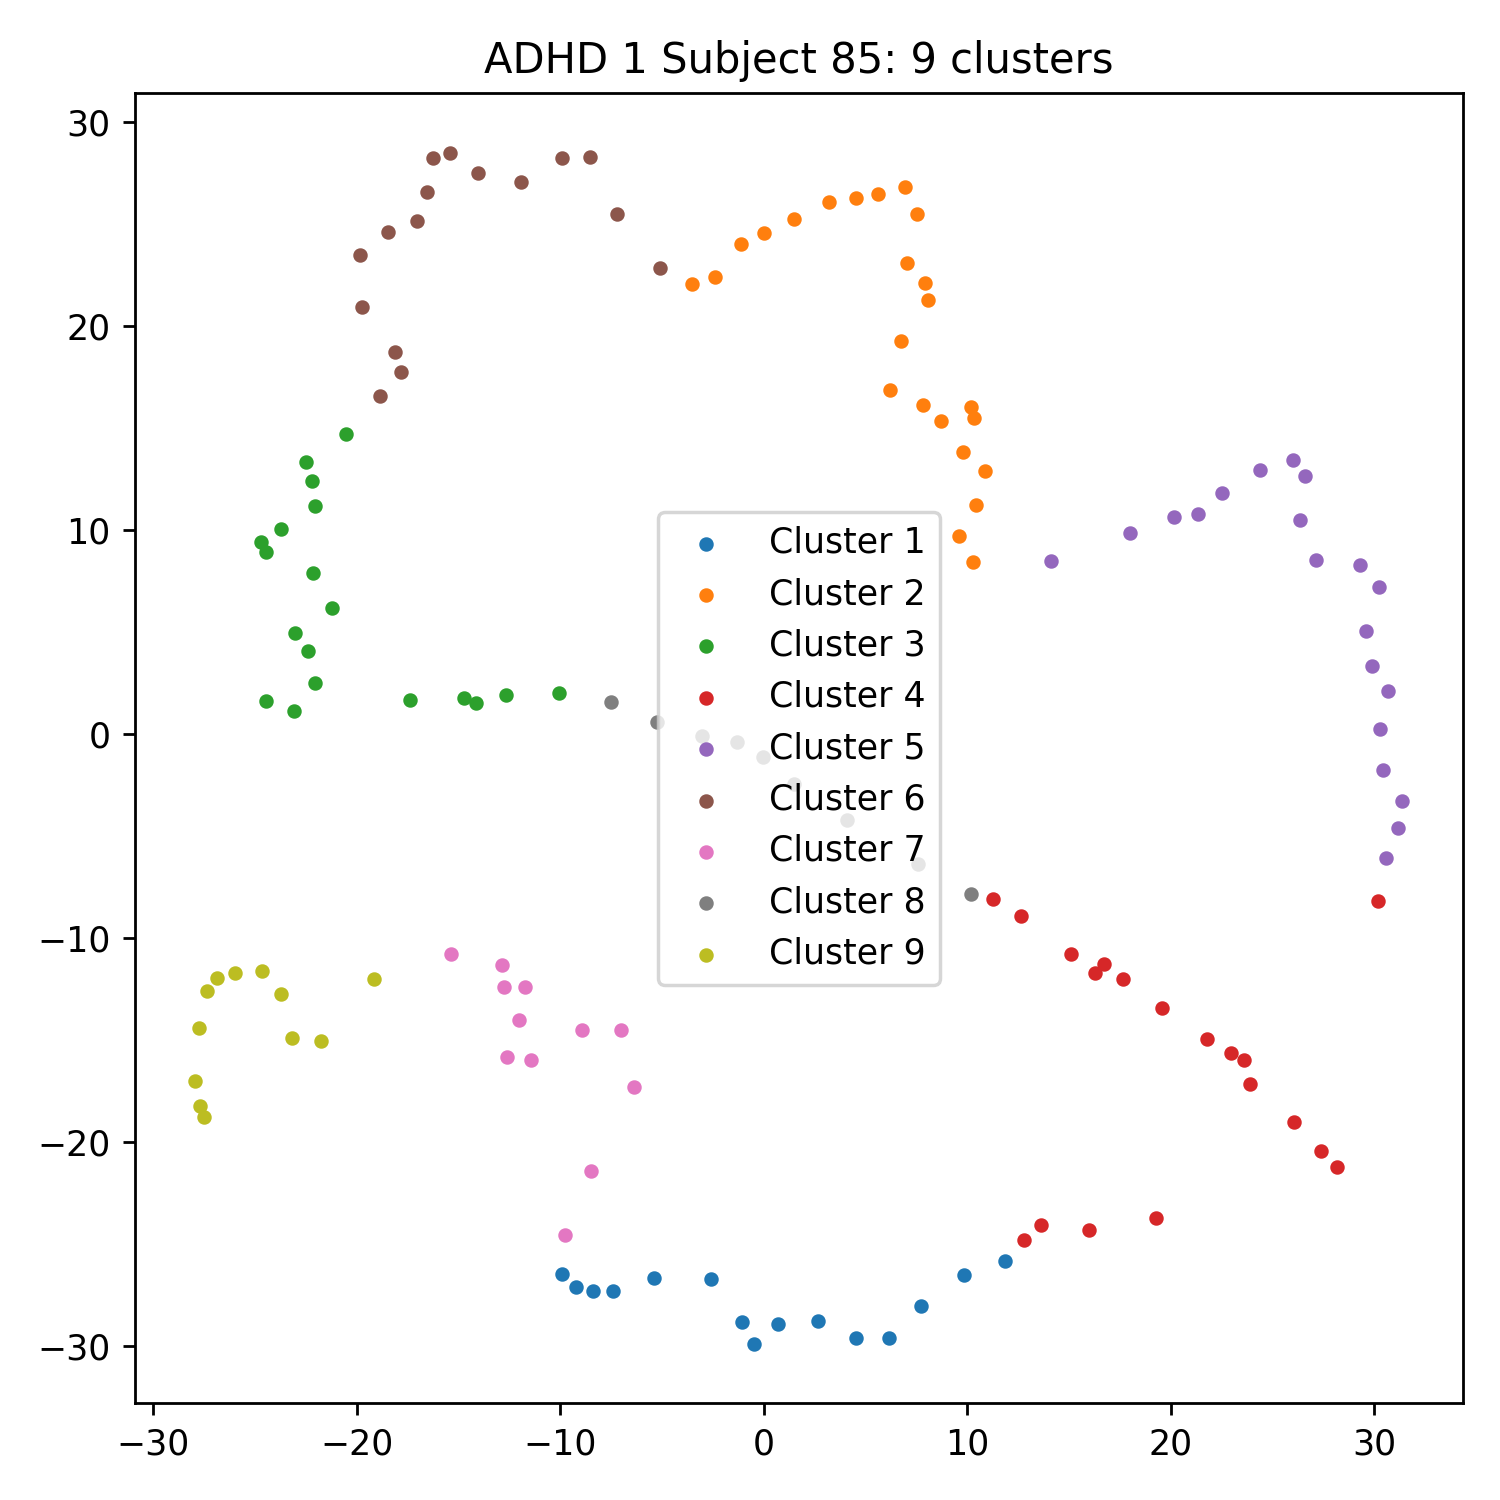 ADHD 1 Subject 85: 9 clusters
30
20
10
0
−10
−20
−30
Cluster 1
Cluster 2
Cluster 3
Cluster 4
Cluster 5
Cluster 6
Cluster 7
Cluster 8
Cluster 9
−30 −20 −10 0 10 20 30